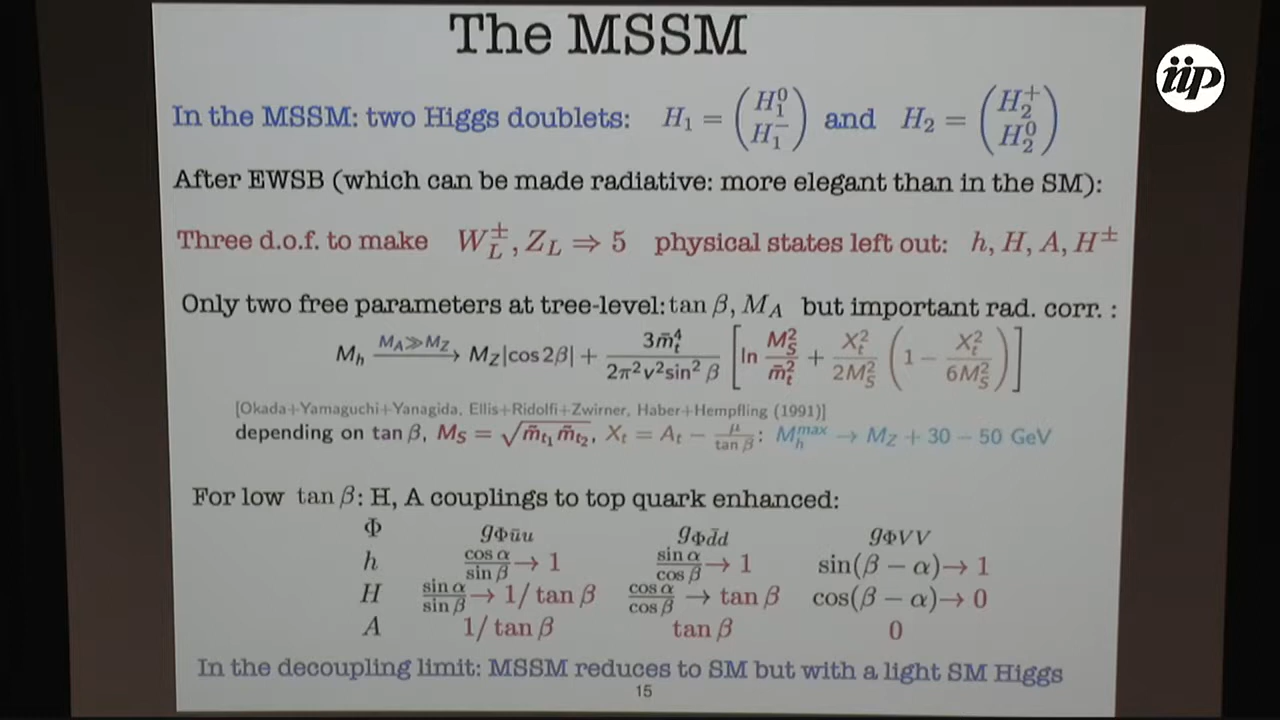 The MSSM
iip
In the MSSM: two Higgs doublets: H₁ = (H₁⁰ H₁⁻) and H₂ = (H₂⁺ H₂⁰)
After EWSB (which can be made radiative: more elegant than in the SM):
Three d.o.f. to make W_L^±, Z_L ⇒ 5 physical states left out: h, H, A, H^±
Only two free parameters at tree-level: tan β, M_A but important rad. corr. :
M_h —(M_A≫M_Z)→ M_Z|cos2β| + 3m̄_t⁴ / 2π²v²sin²β [ ln M_S²/m̄_t² + X_t²/2M_S² (1 − X_t²/6M_S²) ]
[Okada+Yamaguchi+Yanagida, Ellis+Ridolfi+Zwirner, Haber+Hempfling (1991)]
depending on tan β, M_S = √(m̃_t₁ m̃_t₂), X_t = A_t − μ/tan β : M_h^max → M_Z + 30 − 50 GeV
For low tan β: H, A couplings to top quark enhanced:
Φ g_Φūu g_Φd̄d g_ΦVV
h cos α/sin β → 1 sin α/cos β → 1 sin(β − α) → 1
H sin α/sin β → 1/tan β cos α/cos β → tan β cos(β − α) → 0
A 1/tan β tan β 0
In the decoupling limit: MSSM reduces to SM but with a light SM Higgs
15